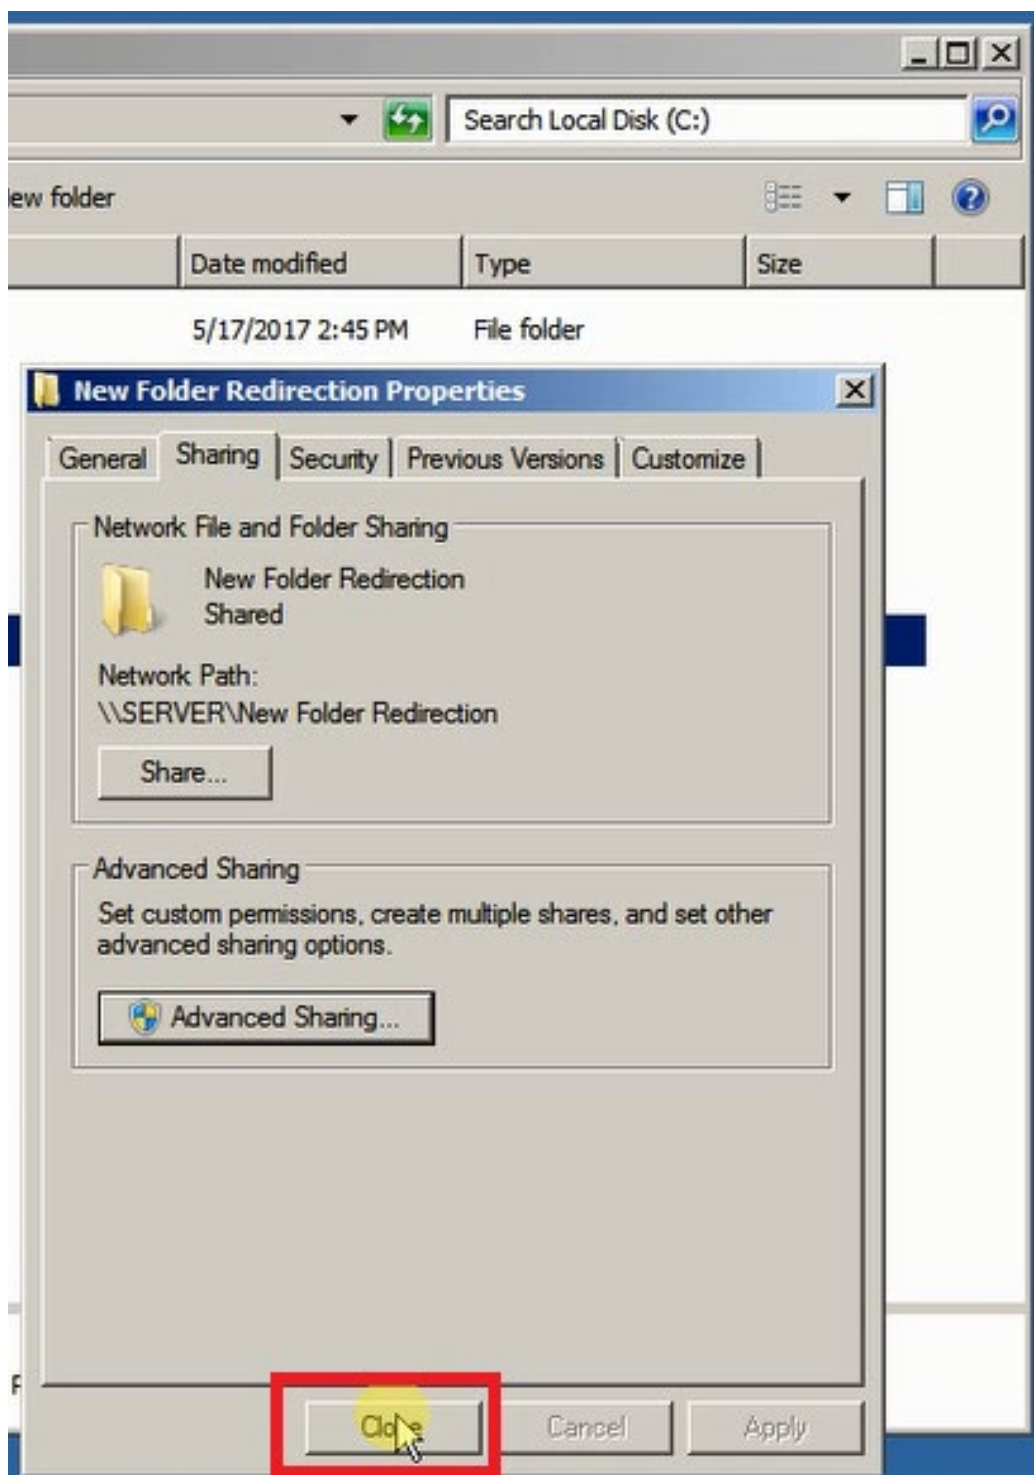 Search Local Disk (C:)
ew folder
Date modified
Type
Size
5/17/2017 2:45 PM
File folder
New Folder Redirection Properties
General
Sharing
Security
Previous Versions
Customize
Network File and Folder Sharing
New Folder Redirection
Shared
Network Path:
\\SERVER\New Folder Redirection
Share...
Advanced Sharing
Set custom permissions, create multiple shares, and set other
advanced sharing options.
Advanced Sharing...
Close
Cancel
Apply